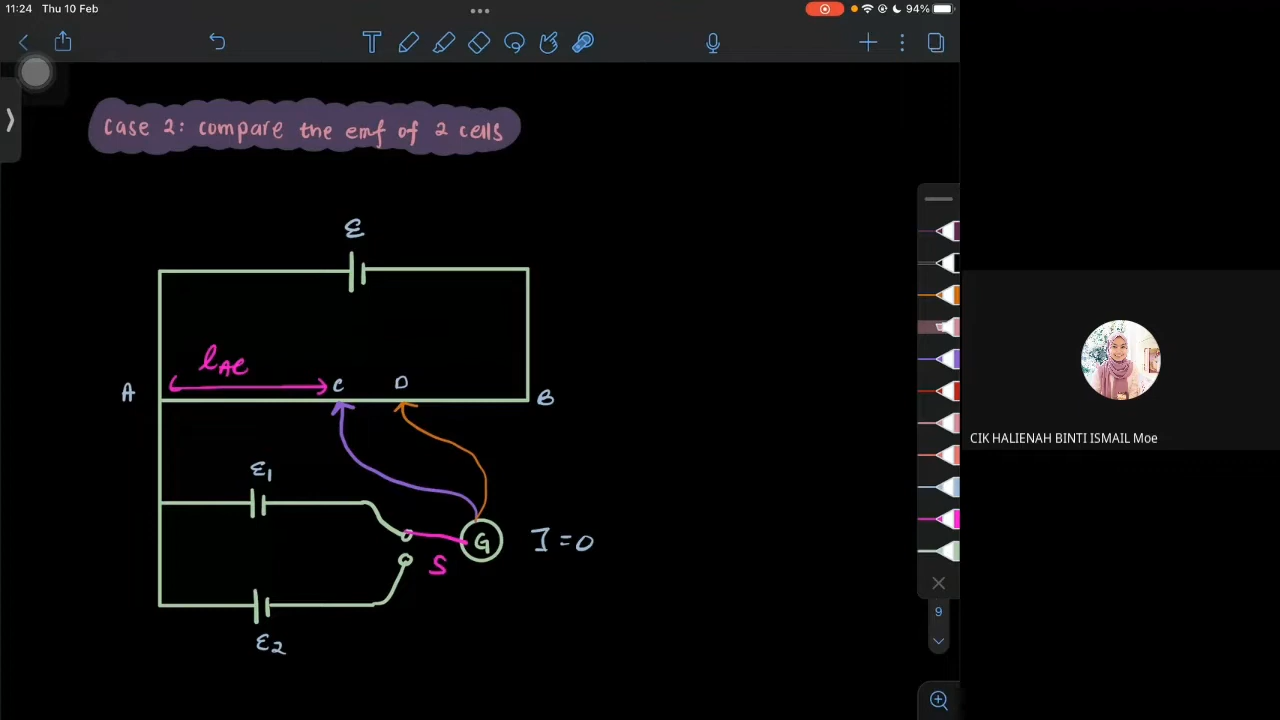 11:24 Thu 10 Feb
94%
Case 2: compare the emf of 2 cells
ε
l_AC
A
C
D
B
ε1
G
I = 0
S
ε2
9
CIK HALIENAH BINTI ISMAIL Moe